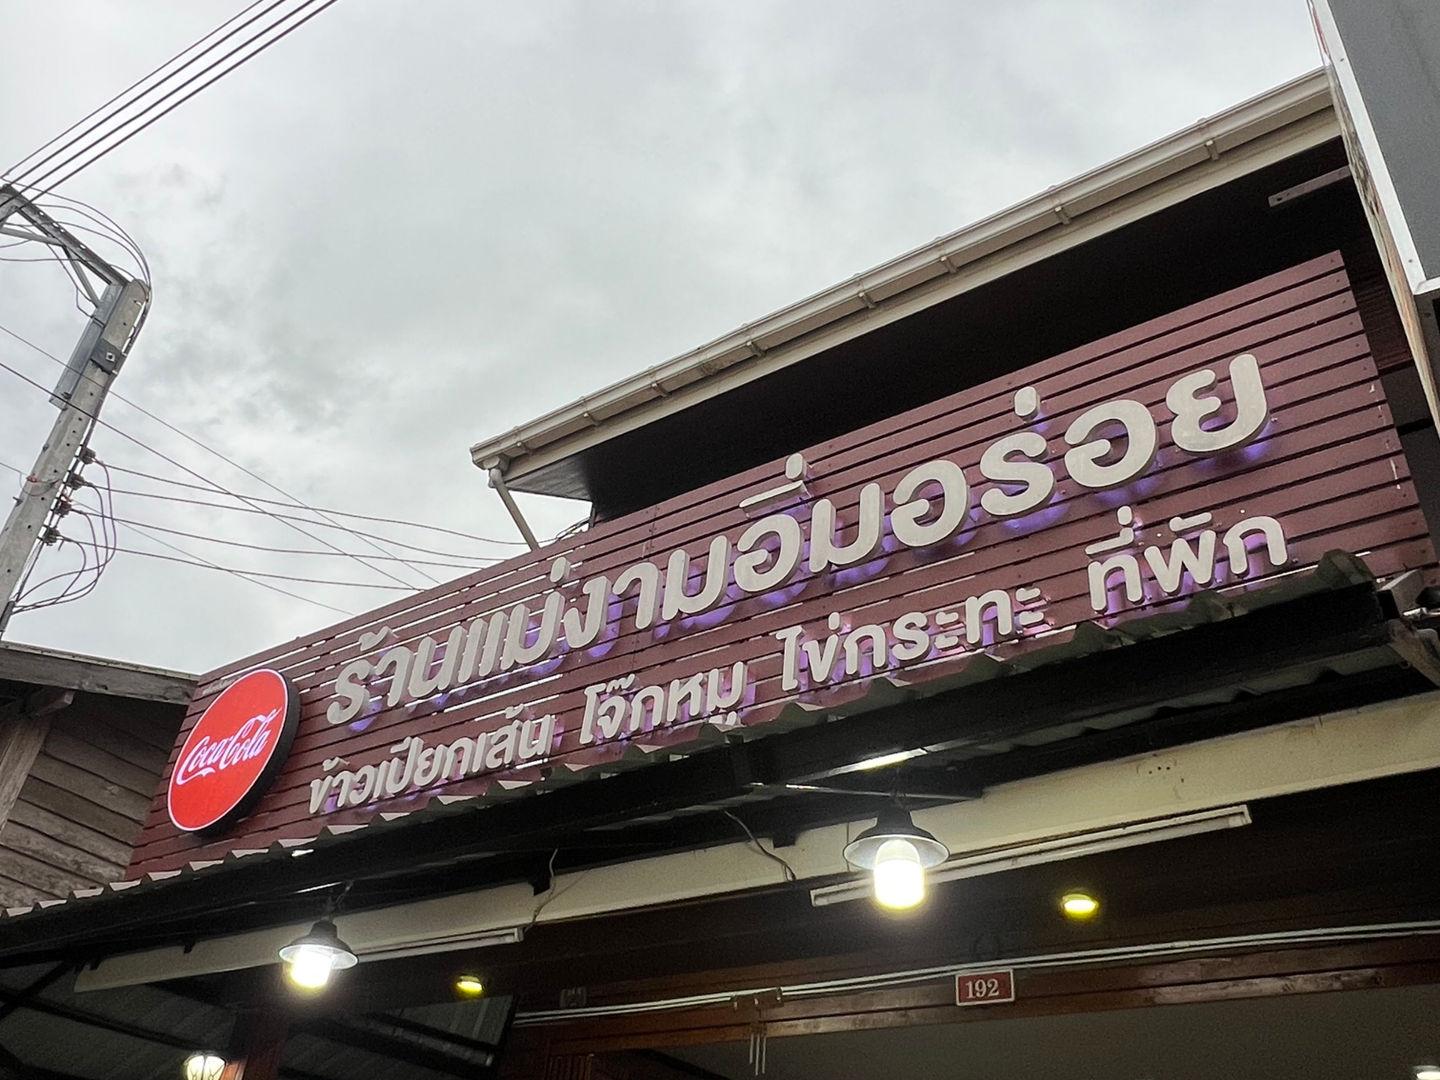 ร้านแม่งามอิ่มอร่อย
ข้าวเปียกเส้น โจ๊กหมู ไข่กระทะ ที่พัก
Coca-Cola
192